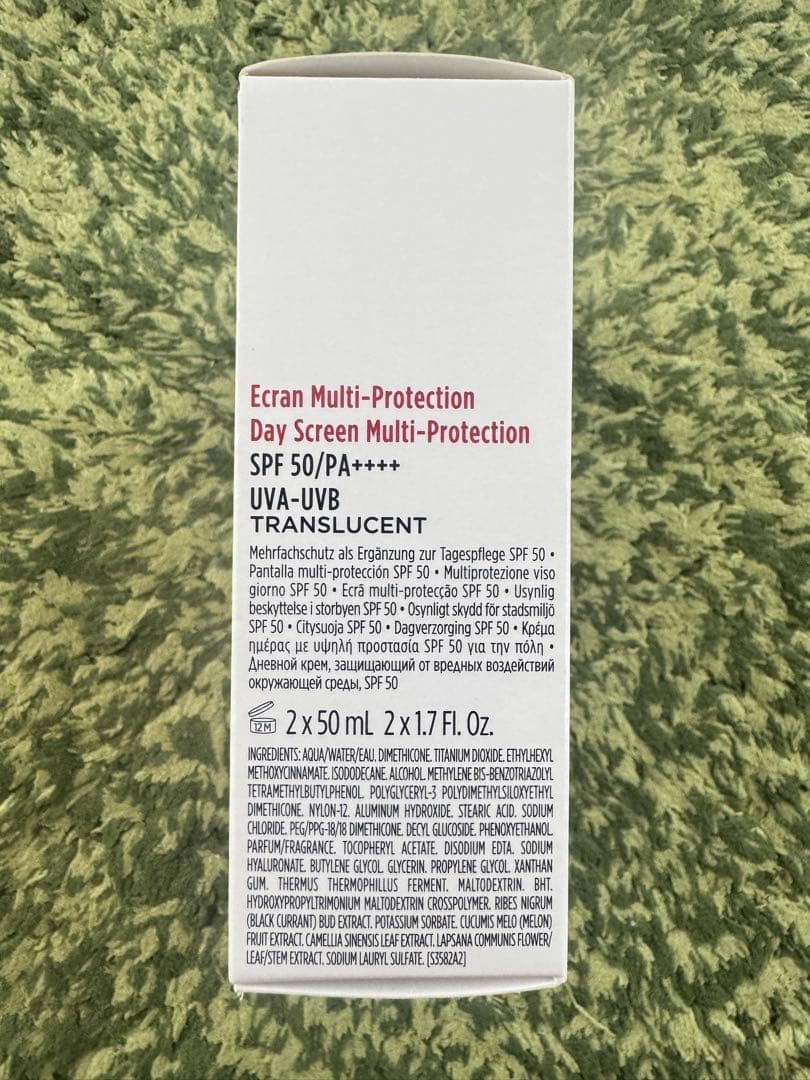 Ecran Multi-Protection
Day Screen Multi-Protection
SPF 50/PA++++
UVA-UVB
TRANSLUCENT
Mehrfachschutz als Ergänzung zur Tagespflege SPF 50 •
Pantalla multi-protección SPF 50 • Multiprotezione viso
giorno SPF 50 • Ecrã multi-protecção SPF 50 • Usynlig
beskyttelse i storbyen SPF 50 • Osynligt skydd för stadsmiljö
SPF 50 • Citysuoja SPF 50 • Dagverzorging SPF 50 • Κρέμα
ημέρας με υψηλή προστασία SPF 50 για την πόλη •
Дневной крем, защищающий от вредных воздействий
окружающей среды, SPF 50
12M 2 x 50 mL 2 x 1.7 Fl. Oz.
INGREDIENTS: AQUA/WATER/EAU. DIMETHICONE. TITANIUM DIOXIDE. ETHYLHEXYL
METHOXYCINNAMATE. ISODODECANE. ALCOHOL. METHYLENE BIS-BENZOTRIAZOLYL
TETRAMETHYLBUTYLPHENOL. POLYGLYCERYL-3 POLYDIMETHYLSILOXYETHYL
DIMETHICONE. NYLON-12. ALUMINUM HYDROXIDE. STEARIC ACID. SODIUM
CHLORIDE. PEG/PPG-18/18 DIMETHICONE. DECYL GLUCOSIDE. PHENOXYETHANOL.
PARFUM/FRAGRANCE. TOCOPHERYL ACETATE. DISODIUM EDTA. SODIUM
HYALURONATE. BUTYLENE GLYCOL. GLYCERIN. PROPYLENE GLYCOL. XANTHAN
GUM. THERMUS THERMOPHILLUS FERMENT. MALTODEXTRIN. BHT.
HYDROXYPROPYLTRIMONIUM MALTODEXTRIN CROSSPOLYMER. RIBES NIGRUM
(BLACK CURRANT) BUD EXTRACT. POTASSIUM SORBATE. CUCUMIS MELO (MELON)
FRUIT EXTRACT. CAMELLIA SINENSIS LEAF EXTRACT. LAPSANA COMMUNIS FLOWER/
LEAF/STEM EXTRACT. SODIUM LAURYL SULFATE. [S3582A2]